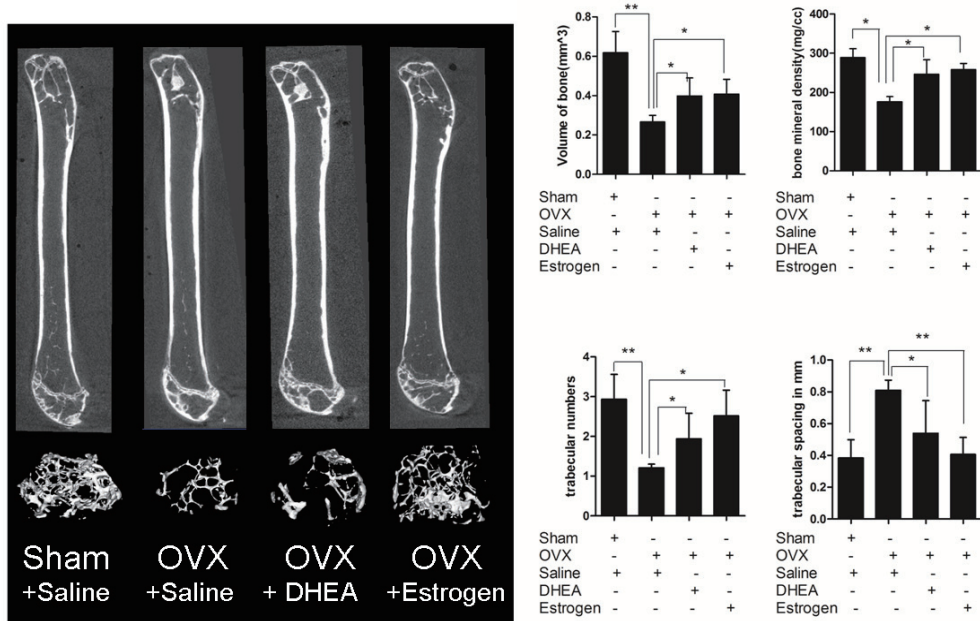 Sham
+Saline
OVX
+Saline
OVX
+ DHEA
OVX
+Estrogen
Volume of bone(mm^3)
0.8
0.6
0.4
0.2
0.0
**
*
*
Sham + - - -
OVX - + + +
Saline + + - -
DHEA - - + -
Estrogen - - - +
bone mineral density(mg/cc)
400
300
200
100
0
*
*
*
Sham + - - -
OVX - + + +
Saline + + - -
DHEA - - + -
Estrogen - - - +
trabecular numbers
4
3
2
1
0
**
*
*
Sham + - - -
OVX - + + +
Saline + + - -
DHEA - - + -
Estrogen - - - +
trabecular spacing in mm
1.0
0.8
0.6
0.4
0.2
0.0
**
**
*
Sham + - - -
OVX - + + +
Saline + + - -
DHEA - - + -
Estrogen - - - +